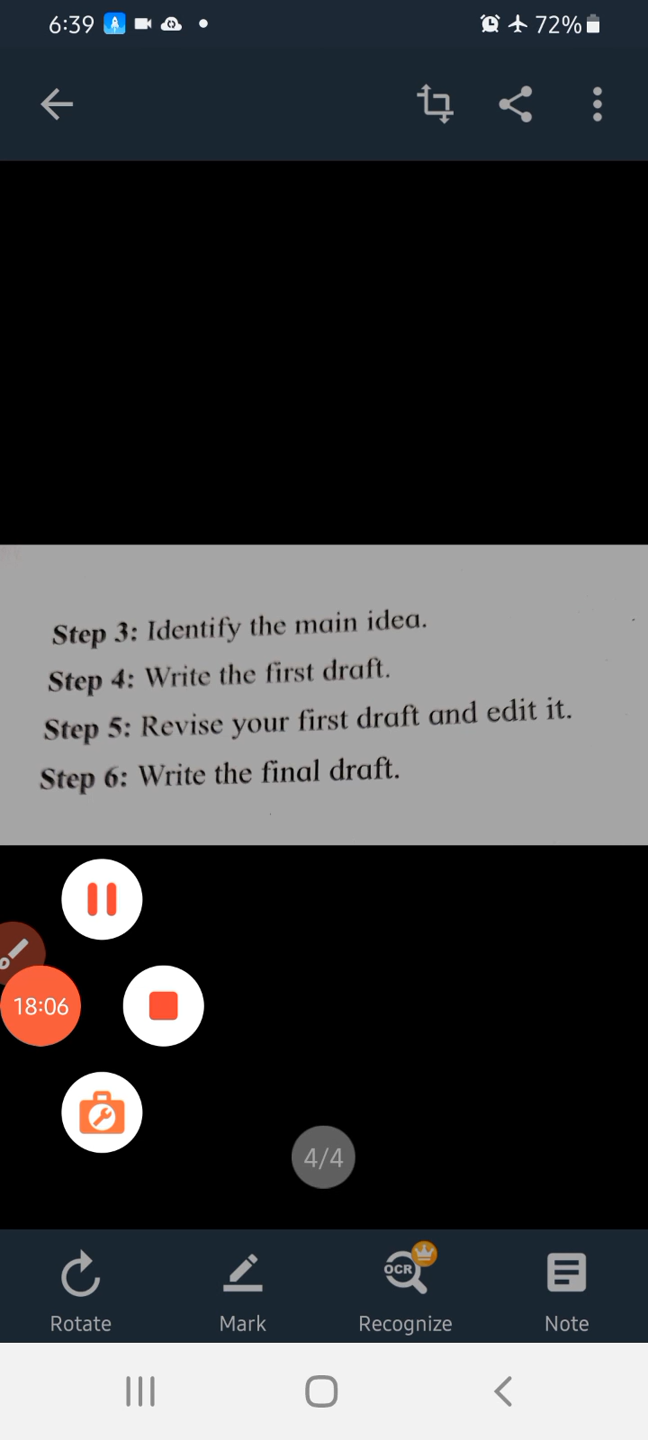 6:39
72%
Step 3: Identify the main idea.
Step 4: Write the first draft.
Step 5: Revise your first draft and edit it.
Step 6: Write the final draft.
18:06
4/4
OCR
Rotate Mark Recognize Note